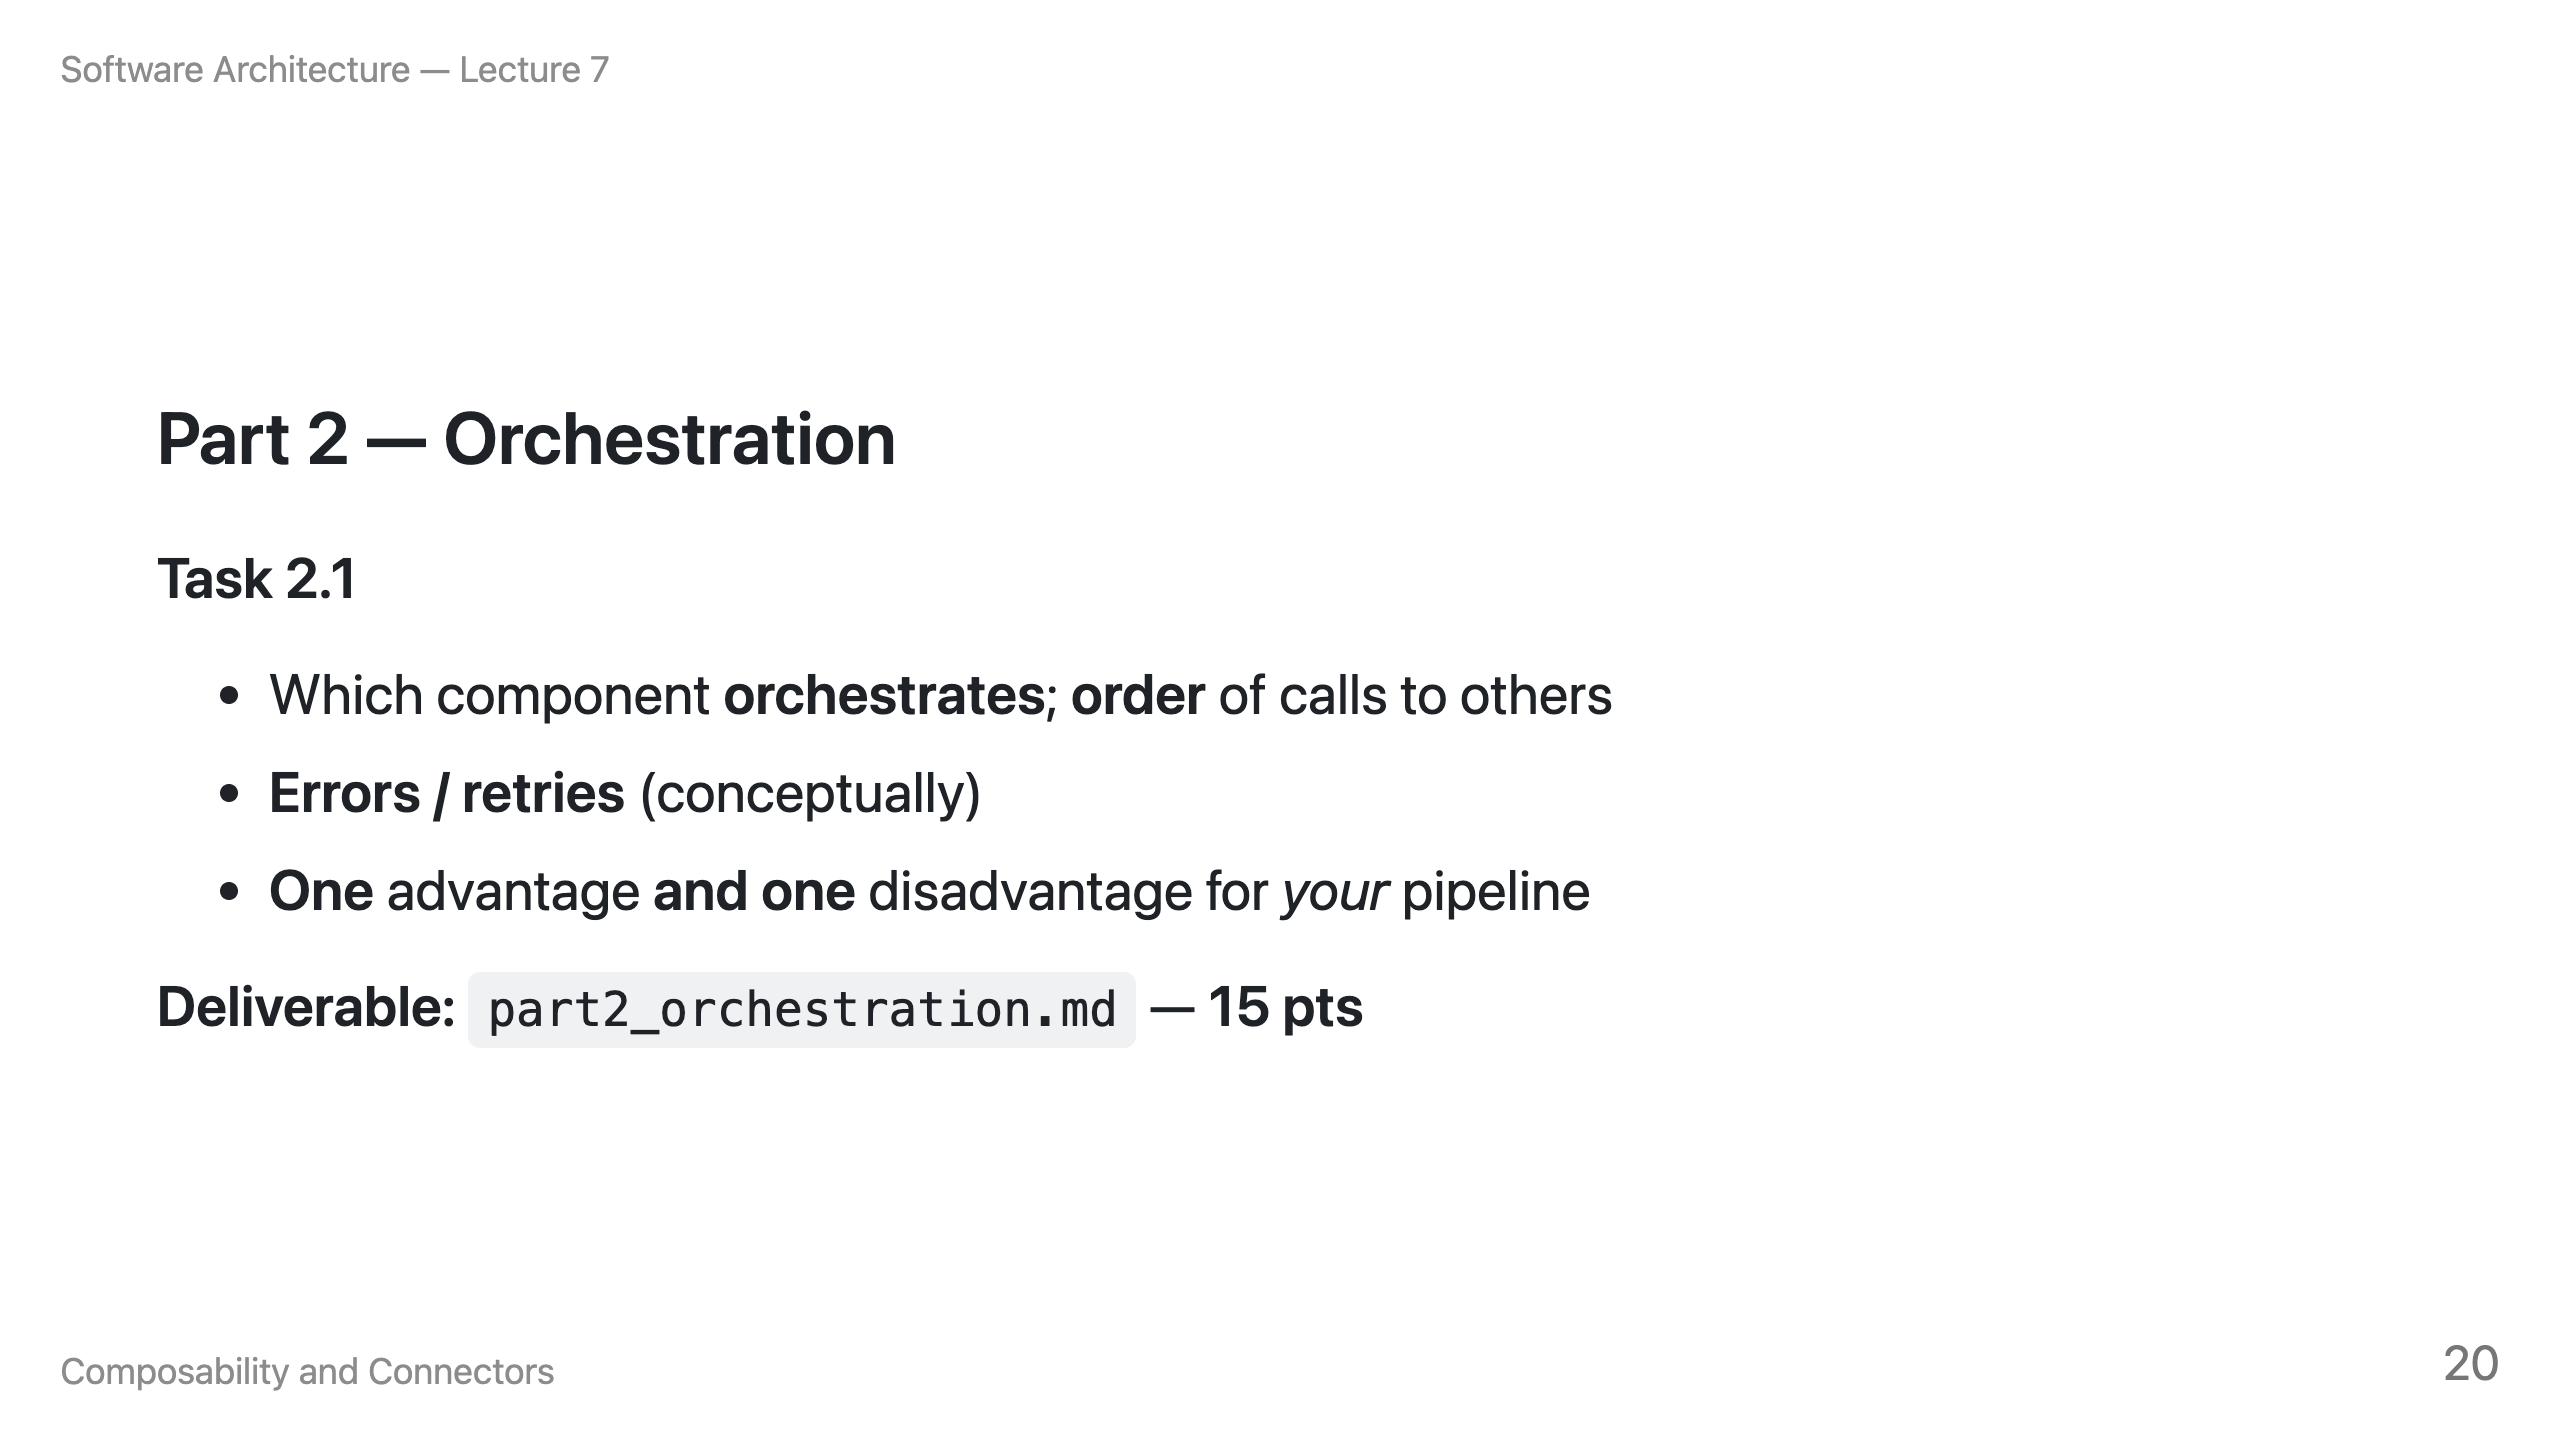 Software Architecture — Lecture 7
Part 2 — Orchestration
Task 2.1
• Which component orchestrates; order of calls to others
• Errors / retries (conceptually)
• One advantage and one disadvantage for your pipeline
Deliverable: part2_orchestration.md — 15 pts
Composability and Connectors
20